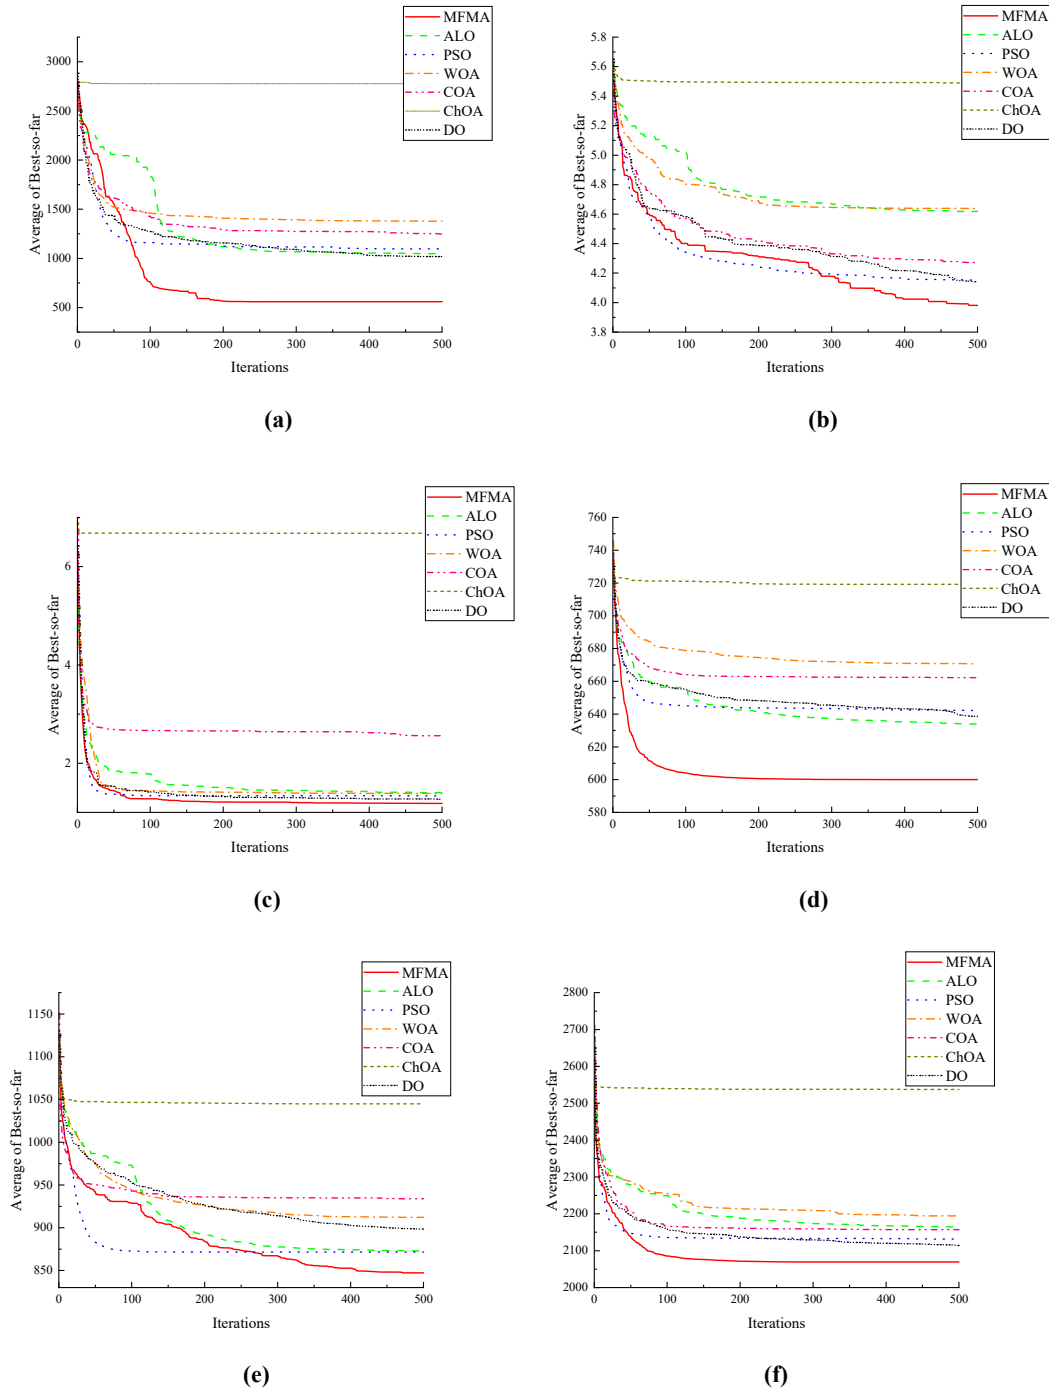 MFMA
ALO
PSO
WOA
COA
ChOA
DO
3000
2500
2000
1500
1000
500
0
100
200
300
400
500
Average of Best-so-far
Iterations
(a)
MFMA
ALO
PSO
WOA
COA
ChOA
DO
5.8
5.6
5.4
5.2
5.0
4.8
4.6
4.4
4.2
4.0
3.8
0
100
200
300
400
500
Average of Best-so-far
Iterations
(b)
MFMA
ALO
PSO
WOA
COA
ChOA
DO
6
4
2
0
100
200
300
400
500
Average of Best-so-far
Iterations
(c)
MFMA
ALO
PSO
WOA
COA
ChOA
DO
760
740
720
700
680
660
640
620
600
580
0
100
200
300
400
500
Average of Best-so-far
Iterations
(d)
MFMA
ALO
PSO
WOA
COA
ChOA
DO
1150
1100
1050
1000
950
900
850
0
100
200
300
400
500
Average of Best-so-far
Iterations
(e)
MFMA
ALO
PSO
WOA
COA
ChOA
DO
2800
2700
2600
2500
2400
2300
2200
2100
2000
0
100
200
300
400
500
Average of Best-so-far
Iterations
(f)